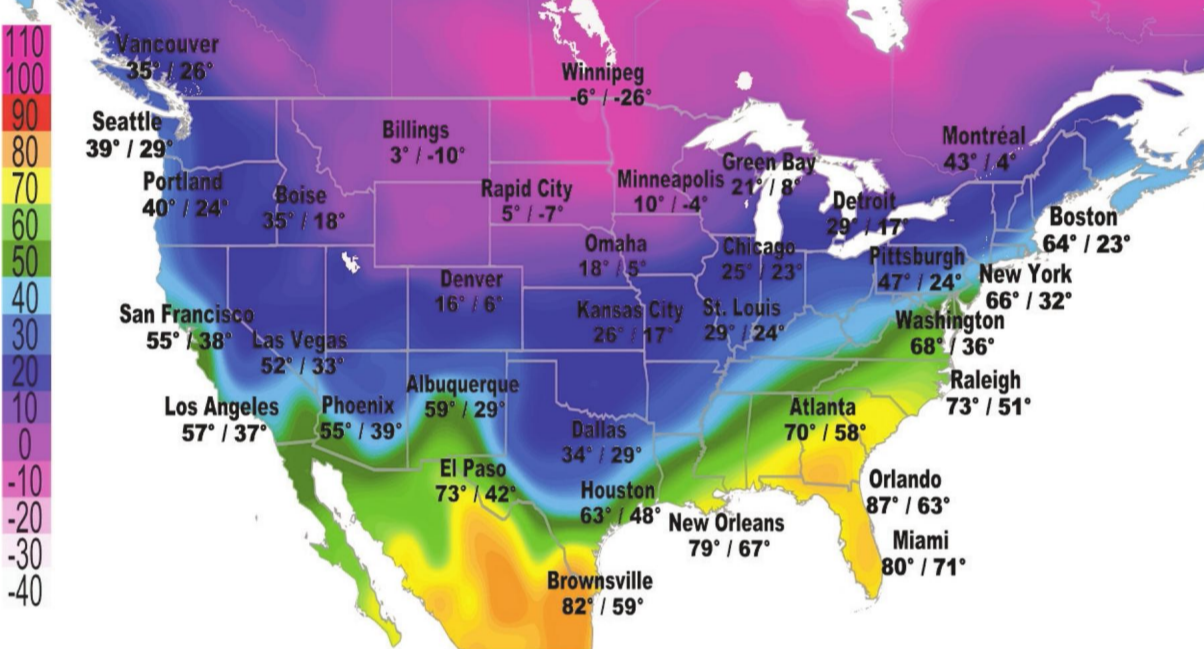 110
100
90
80
70
60
50
40
30
20
10
0
-10
-20
-30
-40
Vancouver
35° / 26°
Winnipeg
-6° / -26°
Seattle
39° / 29°
Billings
3° / -10°
Montréal
43° / 4°
Portland
40° / 24°
Boise
35° / 18°
Rapid City
5° / -7°
Minneapolis
10° / -4°
Green Bay
21° / 8°
Detroit
29° / 17°
Boston
64° / 23°
Omaha
18° / 5°
Chicago
25° / 23°
Pittsburgh
47° / 24°
New York
66° / 32°
Denver
16° / 6°
Kansas City
26° / 17°
St. Louis
29° / 24°
San Francisco
55° / 38°
Las Vegas
52° / 33°
Washington
68° / 36°
Albuquerque
59° / 29°
Raleigh
73° / 51°
Los Angeles
57° / 37°
Phoenix
55° / 39°
Atlanta
70° / 58°
Dallas
34° / 29°
El Paso
73° / 42°
Houston
63° / 48°
Orlando
87° / 63°
New Orleans
79° / 67°
Miami
80° / 71°
Brownsville
82° / 59°